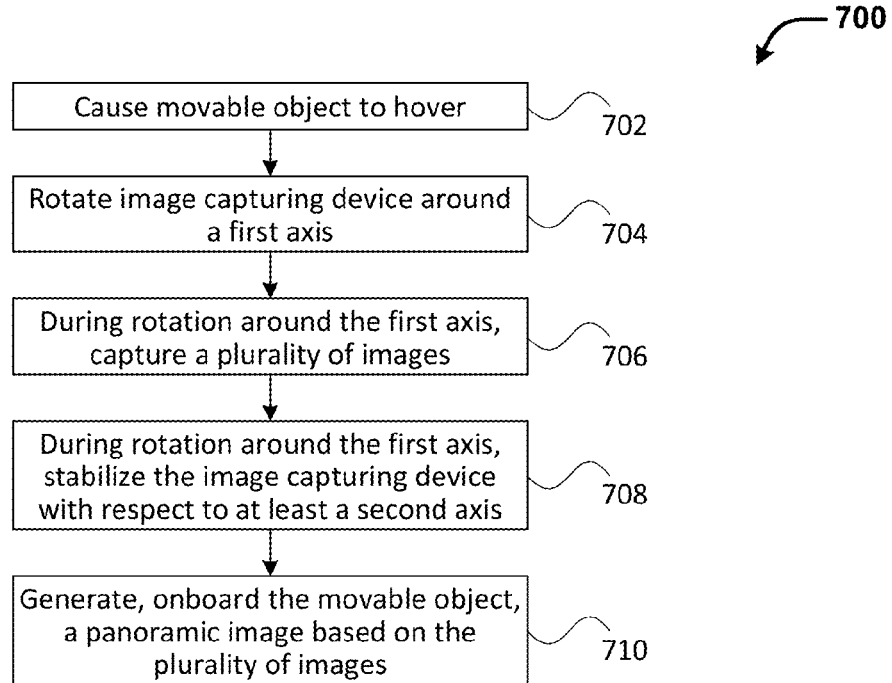 700
Cause movable object to hover
702
Rotate image capturing device around
a first axis
704
During rotation around the first axis,
capture a plurality of images
706
During rotation around the first axis,
stabilize the image capturing device
with respect to at least a second axis
708
Generate, onboard the movable object,
a panoramic image based on the
plurality of images
710